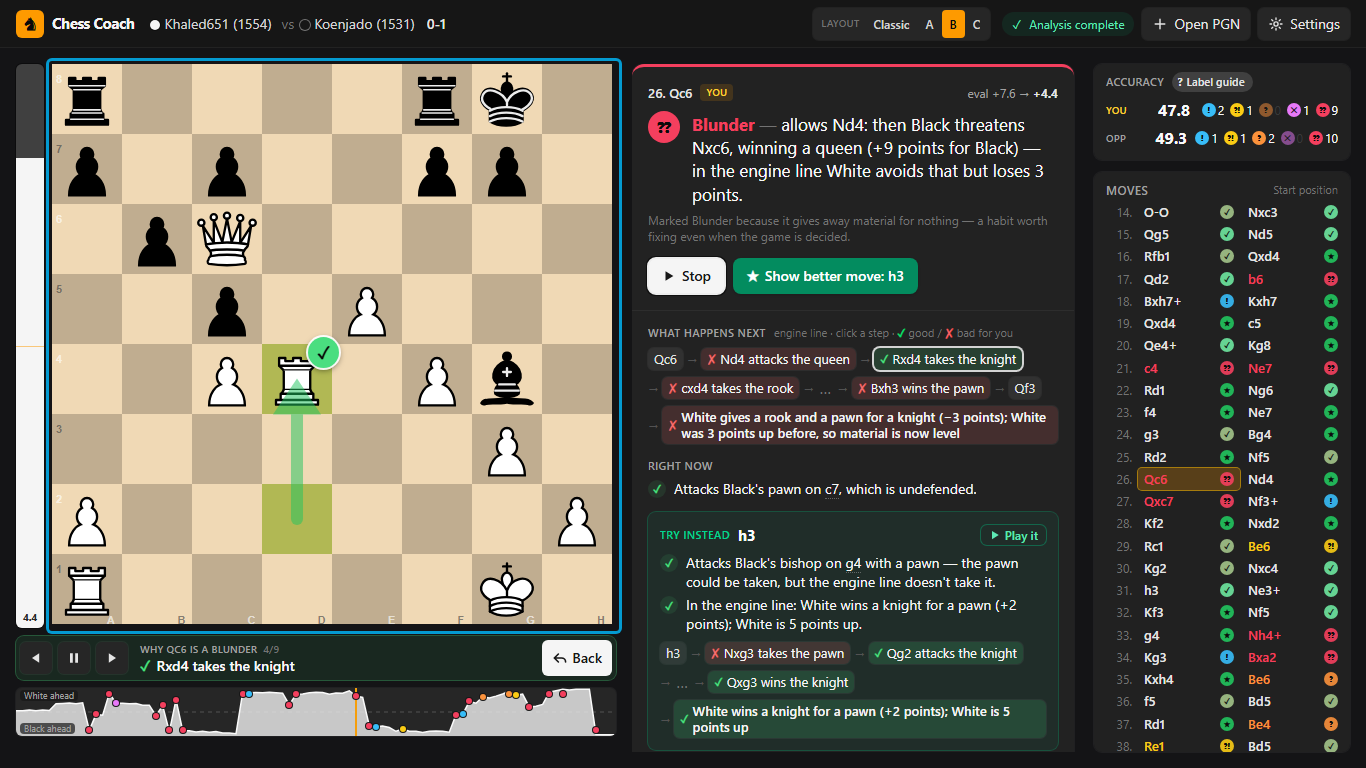 Chess Coach
Khaled651 (1554) vs Koenjado (1531) 0-1
LAYOUT Classic A B C
✓ Analysis complete
+ Open PGN
Settings
8
7
6
5
4
3
2
1
A B C D E F G H
4.4
WHY QC6 IS A BLUNDER 4/9
✓ Rxd4 takes the knight
Back
White ahead
Black ahead
26. Qc6 YOU eval +7.6 → +4.4
?? Blunder — allows Nd4: then Black threatens
Nxc6, winning a queen (+9 points for Black) —
in the engine line White avoids that but loses 3
points.
Marked Blunder because it gives away material for nothing — a habit worth
fixing even when the game is decided.
Stop
★ Show better move: h3
WHAT HAPPENS NEXT engine line · click a step · ✓ good / ✗ bad for you
Qc6 → ✗ Nd4 attacks the queen → ✓ Rxd4 takes the knight
→ ✗ cxd4 takes the rook → ... → ✗ Bxh3 wins the pawn → Qf3
→ ✗ White gives a rook and a pawn for a knight (−3 points); White
was 3 points up before, so material is now level
RIGHT NOW
✓ Attacks Black's pawn on c7, which is undefended.
TRY INSTEAD h3 Play it
✓ Attacks Black's bishop on g4 with a pawn — the pawn
could be taken, but the engine line doesn't take it.
✓ In the engine line: White wins a knight for a pawn (+2
points); White is 5 points up.
h3 → ✗ Nxg3 takes the pawn → ✓ Qg2 attacks the knight
→ ... → ✓ Qxg3 wins the knight
→ ✓ White wins a knight for a pawn (+2 points); White is 5
points up
ACCURACY ? Label guide
YOU 47.8 ! 2 ?! 1 ? 0 ✕ 1 ?? 9
OPP 49.3 ! 1 ?! 1 ? 2 ✕ 0 ?? 10
MOVES Start position
14. O-O Nxc3
15. Qg5 Nd5
16. Rfb1 Qxd4
17. Qd2 b6
18. Bxh7+ Kxh7
19. Qxd4 c5
20. Qe4+ Kg8
21. c4 Ne7
22. Rd1 Ng6
23. f4 Ne7
24. g3 Bg4
25. Rd2 Nf5
26. Qc6 Nd4
27. Qxc7 Nf3+
28. Kf2 Nxd2
29. Rc1 Be6
30. Kg2 Nxc4
31. h3 Ne3+
32. Kf3 Nf5
33. g4 Nh4+
34. Kg3 Bxa2
35. Kxh4 Be6
36. f5 Bd5
37. Rd1 Be4
38. Re1 Bd5